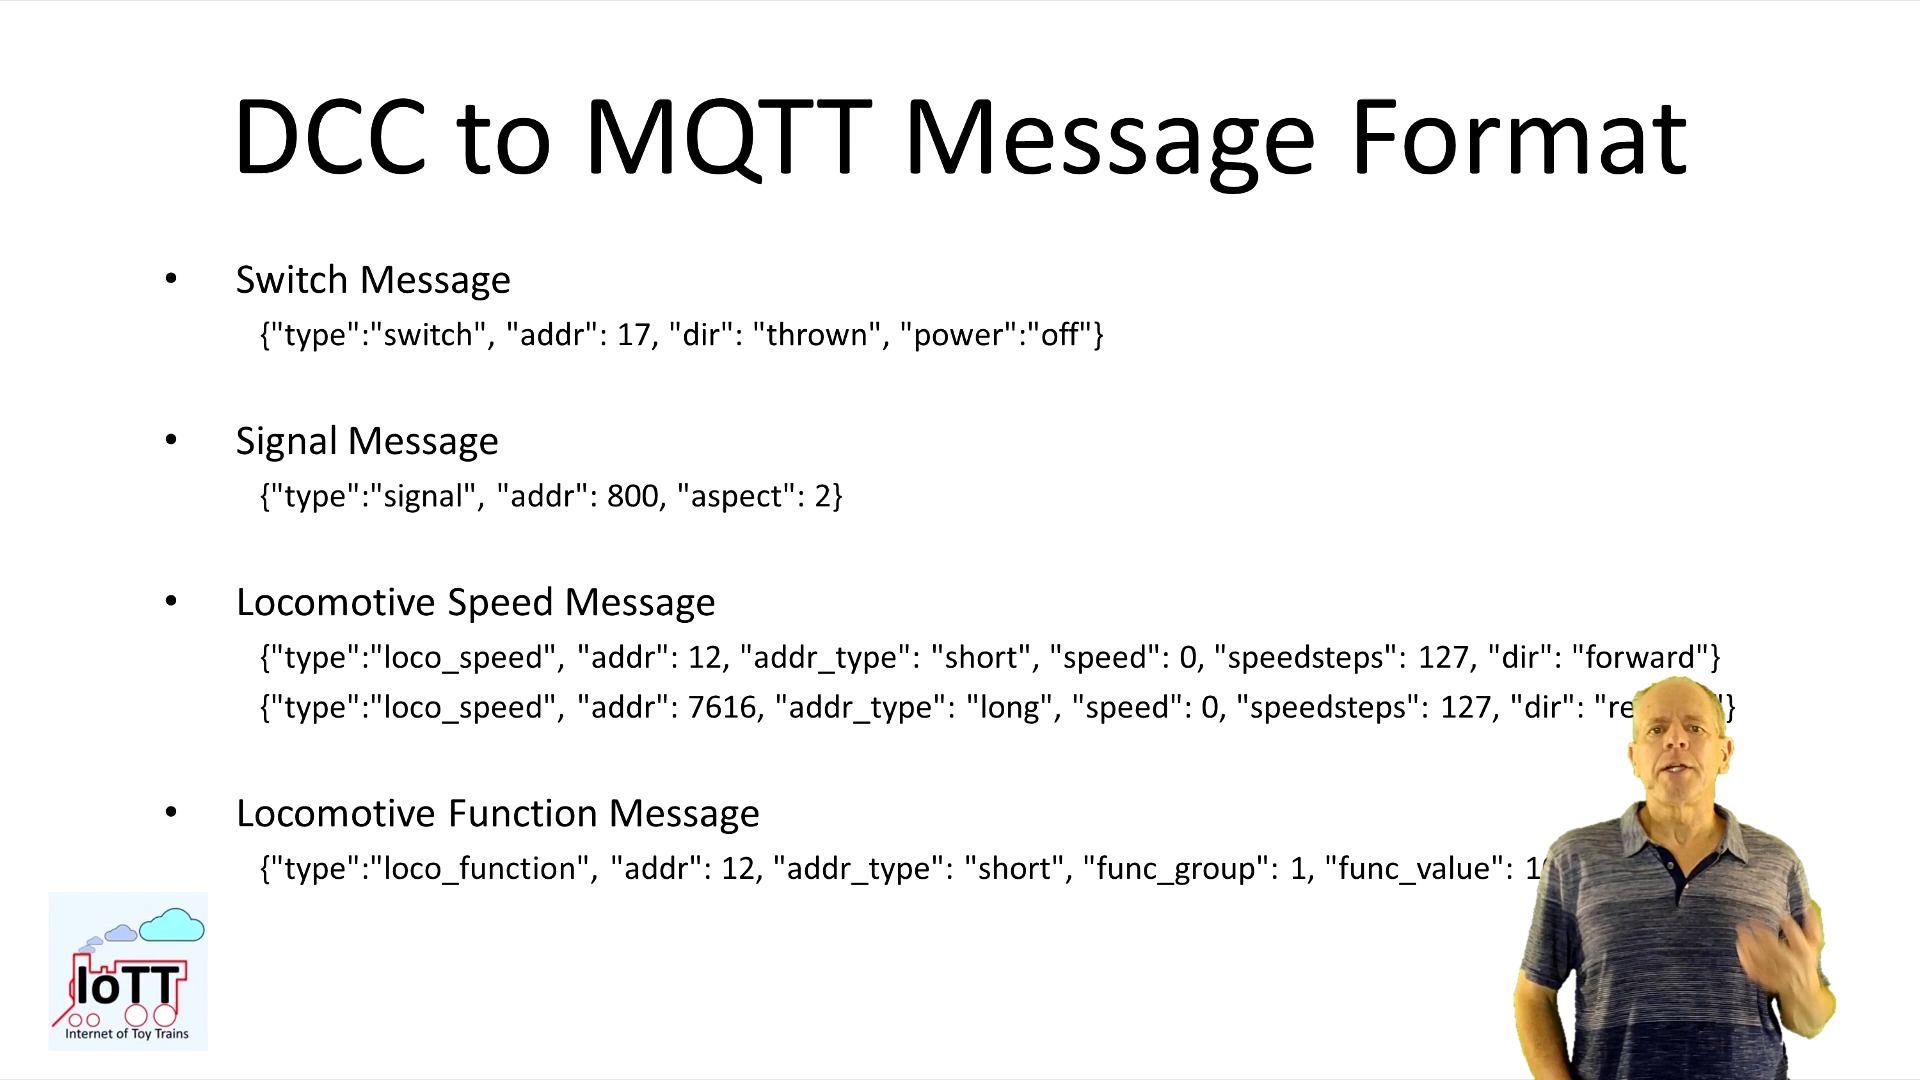 DCC to MQTT Message Format
• Switch Message
{"type":"switch", "addr": 17, "dir": "thrown", "power":"off"}
• Signal Message
{"type":"signal", "addr": 800, "aspect": 2}
• Locomotive Speed Message
{"type":"loco_speed", "addr": 12, "addr_type": "short", "speed": 0, "speedsteps": 127, "dir": "forward"}
{"type":"loco_speed", "addr": 7616, "addr_type": "long", "speed": 0, "speedsteps": 127, "dir":
• Locomotive Function Message
{"type":"loco_function", "addr": 12, "addr_type": "short", "func_group": 1, "func_value":
IoTT
Internet of Toy Trains